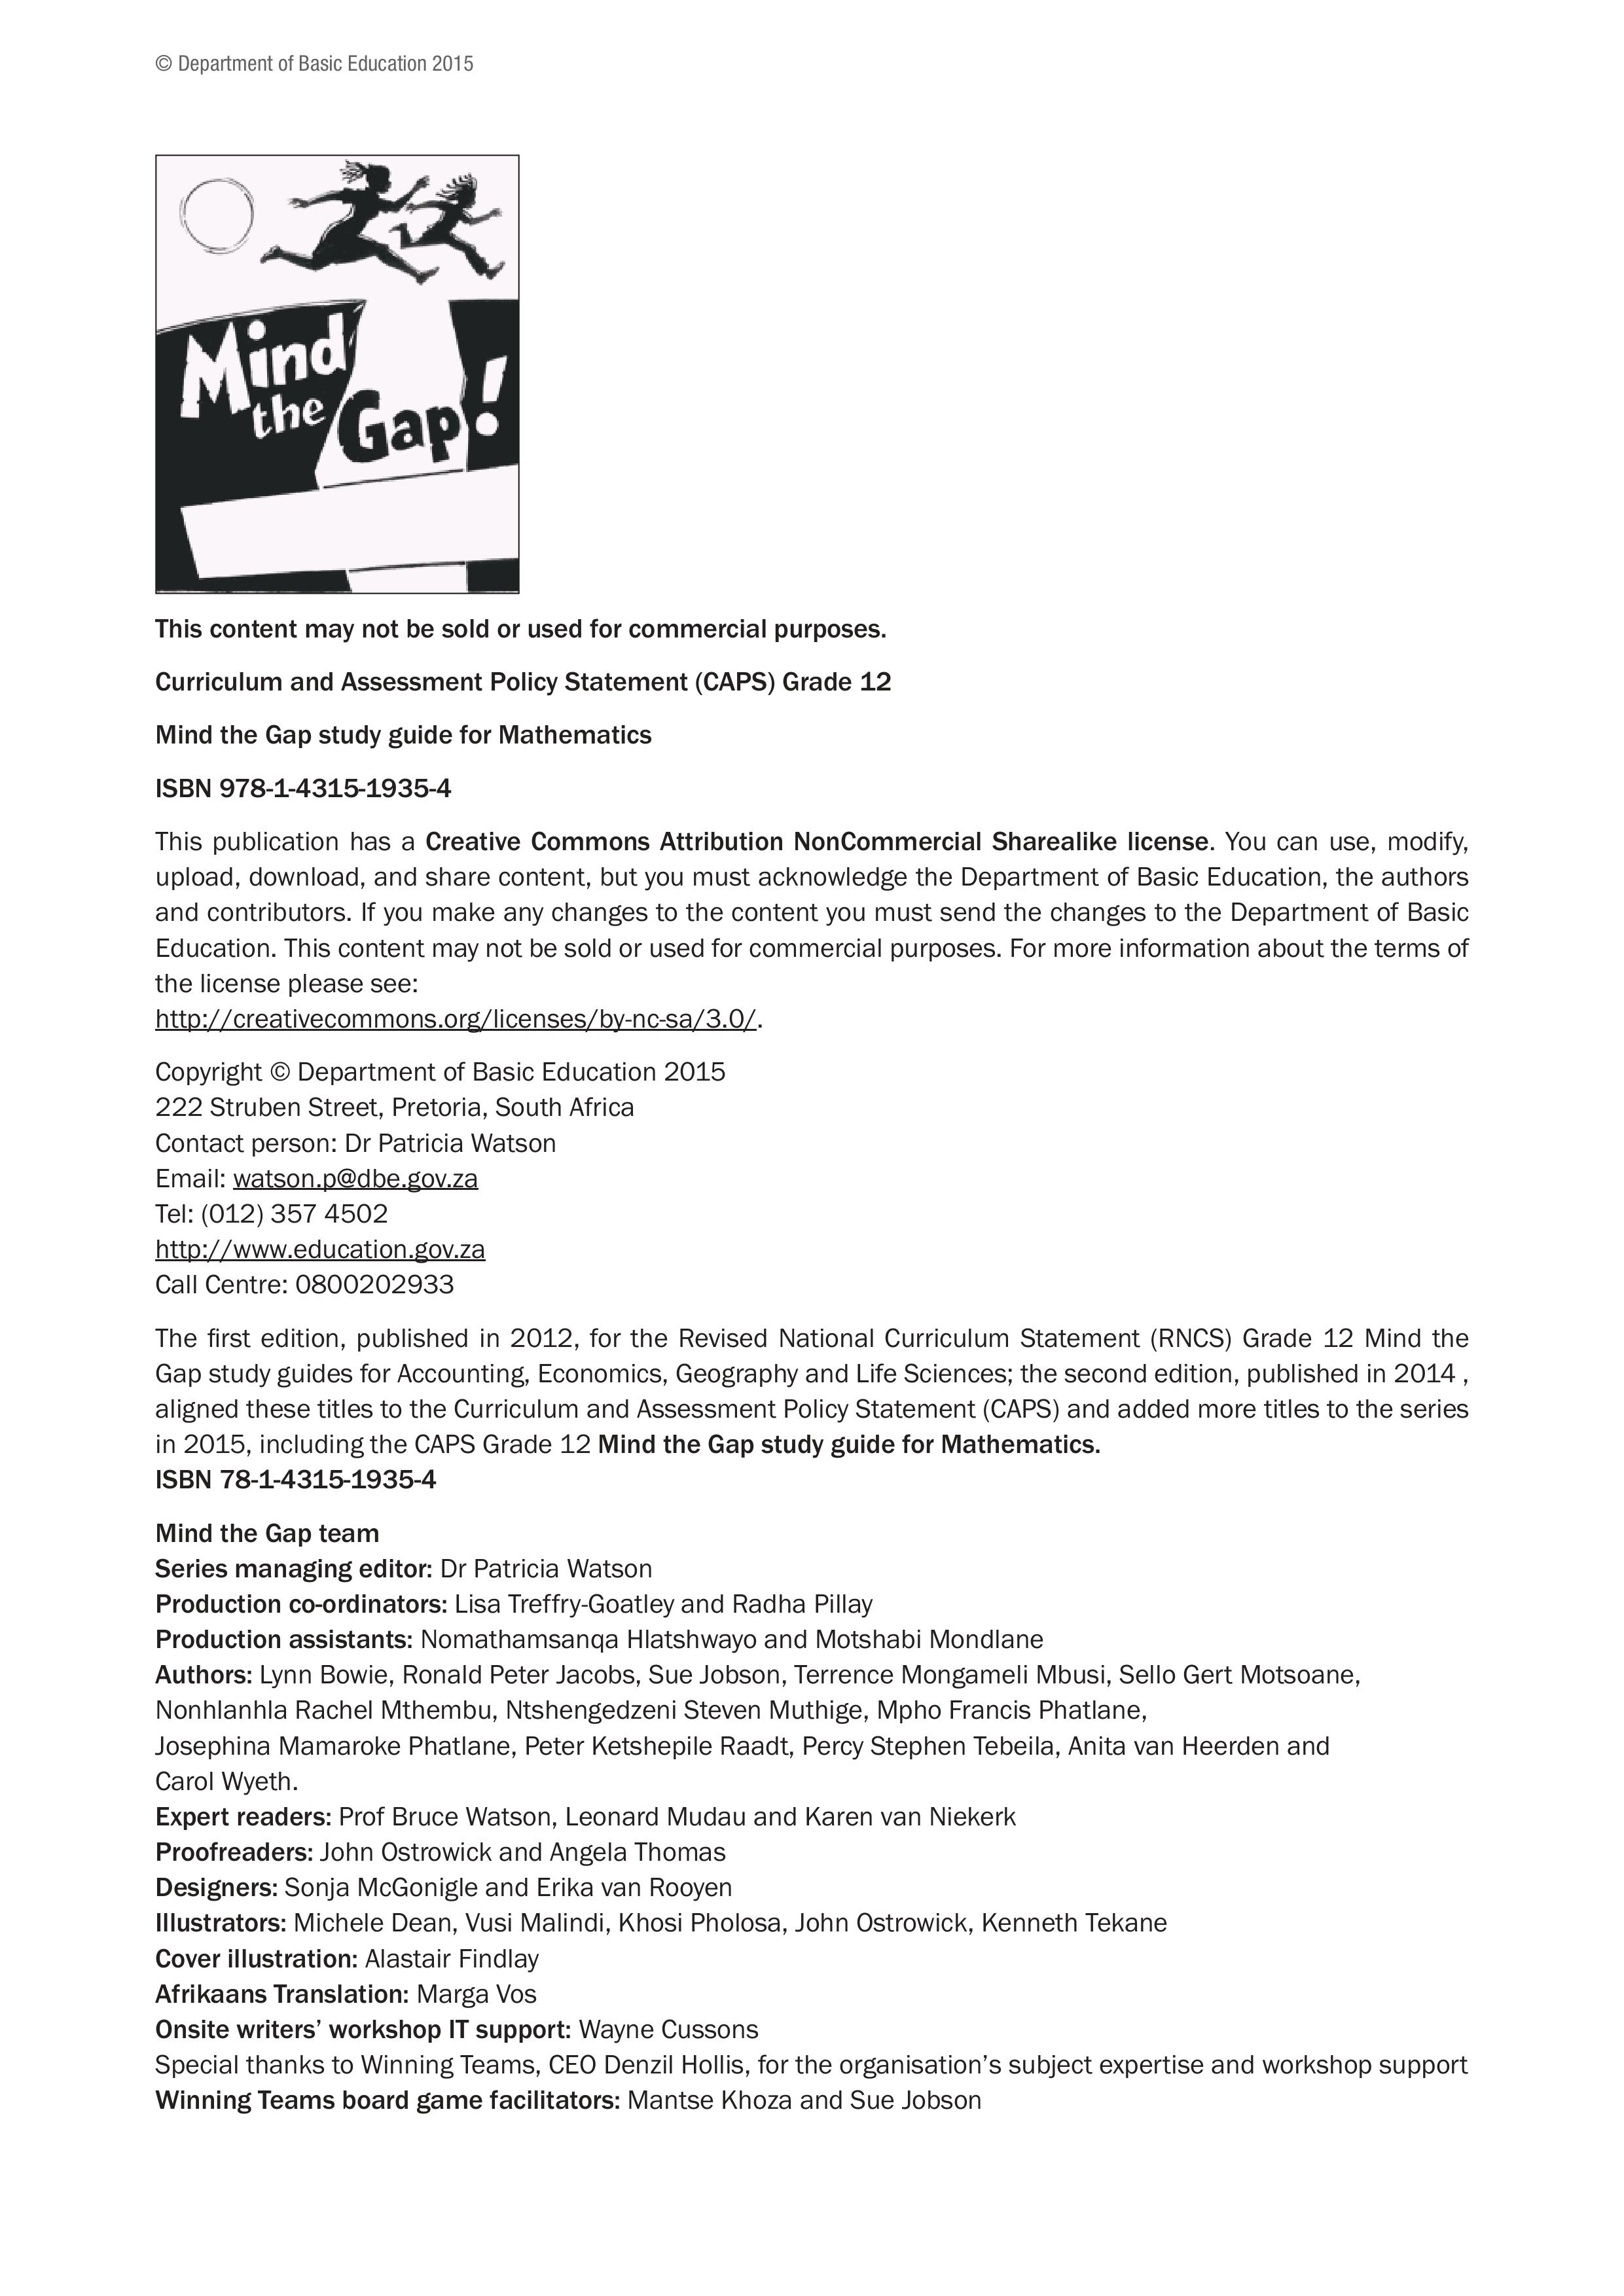 © Department of Basic Education 2015
Mind
the Gap!
This content may not be sold or used for commercial purposes.
Curriculum and Assessment Policy Statement (CAPS) Grade 12
Mind the Gap study guide for Mathematics
ISBN 978-1-4315-1935-4
This publication has a Creative Commons Attribution NonCommercial Sharealike license. You can use, modify,
upload, download, and share content, but you must acknowledge the Department of Basic Education, the authors
and contributors. If you make any changes to the content you must send the changes to the Department of Basic
Education. This content may not be sold or used for commercial purposes. For more information about the terms of
the license please see:
http://creativecommons.org/licenses/by-nc-sa/3.0/.
Copyright © Department of Basic Education 2015
222 Struben Street, Pretoria, South Africa
Contact person: Dr Patricia Watson
Email: watson.p@dbe.gov.za
Tel: (012) 357 4502
http://www.education.gov.za
Call Centre: 0800202933
The first edition, published in 2012, for the Revised National Curriculum Statement (RNCS) Grade 12 Mind the
Gap study guides for Accounting, Economics, Geography and Life Sciences; the second edition, published in 2014 ,
aligned these titles to the Curriculum and Assessment Policy Statement (CAPS) and added more titles to the series
in 2015, including the CAPS Grade 12 Mind the Gap study guide for Mathematics.
ISBN 78-1-4315-1935-4
Mind the Gap team
Series managing editor: Dr Patricia Watson
Production co-ordinators: Lisa Treffry-Goatley and Radha Pillay
Production assistants: Nomathamsanqa Hlatshwayo and Motshabi Mondlane
Authors: Lynn Bowie, Ronald Peter Jacobs, Sue Jobson, Terrence Mongameli Mbusi, Sello Gert Motsoane,
Nonhlanhla Rachel Mthembu, Ntshengedzeni Steven Muthige, Mpho Francis Phatlane,
Josephina Mamaroke Phatlane, Peter Ketshepile Raadt, Percy Stephen Tebeila, Anita van Heerden and
Carol Wyeth.
Expert readers: Prof Bruce Watson, Leonard Mudau and Karen van Niekerk
Proofreaders: John Ostrowick and Angela Thomas
Designers: Sonja McGonigle and Erika van Rooyen
Illustrators: Michele Dean, Vusi Malindi, Khosi Pholosa, John Ostrowick, Kenneth Tekane
Cover illustration: Alastair Findlay
Afrikaans Translation: Marga Vos
Onsite writers’ workshop IT support: Wayne Cussons
Special thanks to Winning Teams, CEO Denzil Hollis, for the organisation’s subject expertise and workshop support
Winning Teams board game facilitators: Mantse Khoza and Sue Jobson